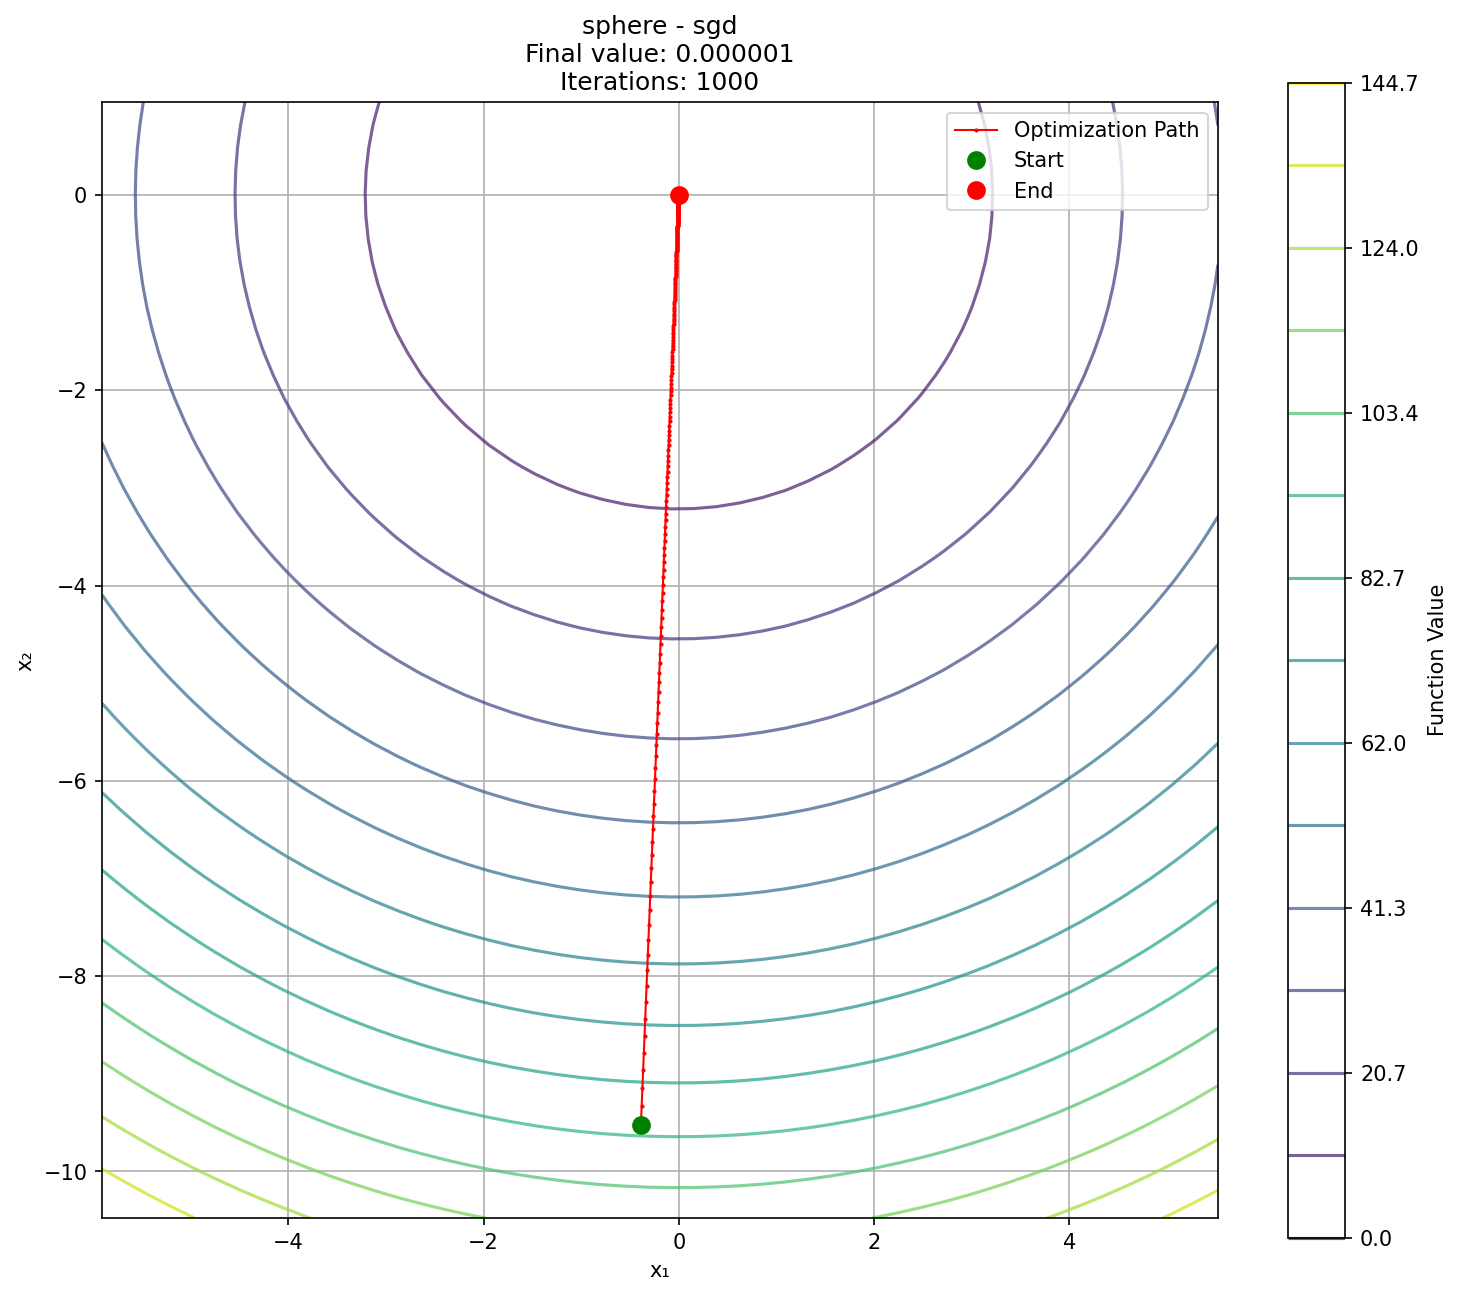 sphere - sgd
Final value: 0.000001
Iterations: 1000
Optimization Path
Start
End
0
−2
−4
−6
−8
−10
x₂
−4
−2
0
2
4
x₁
144.7
124.0
103.4
82.7
62.0
41.3
20.7
0.0
Function Value